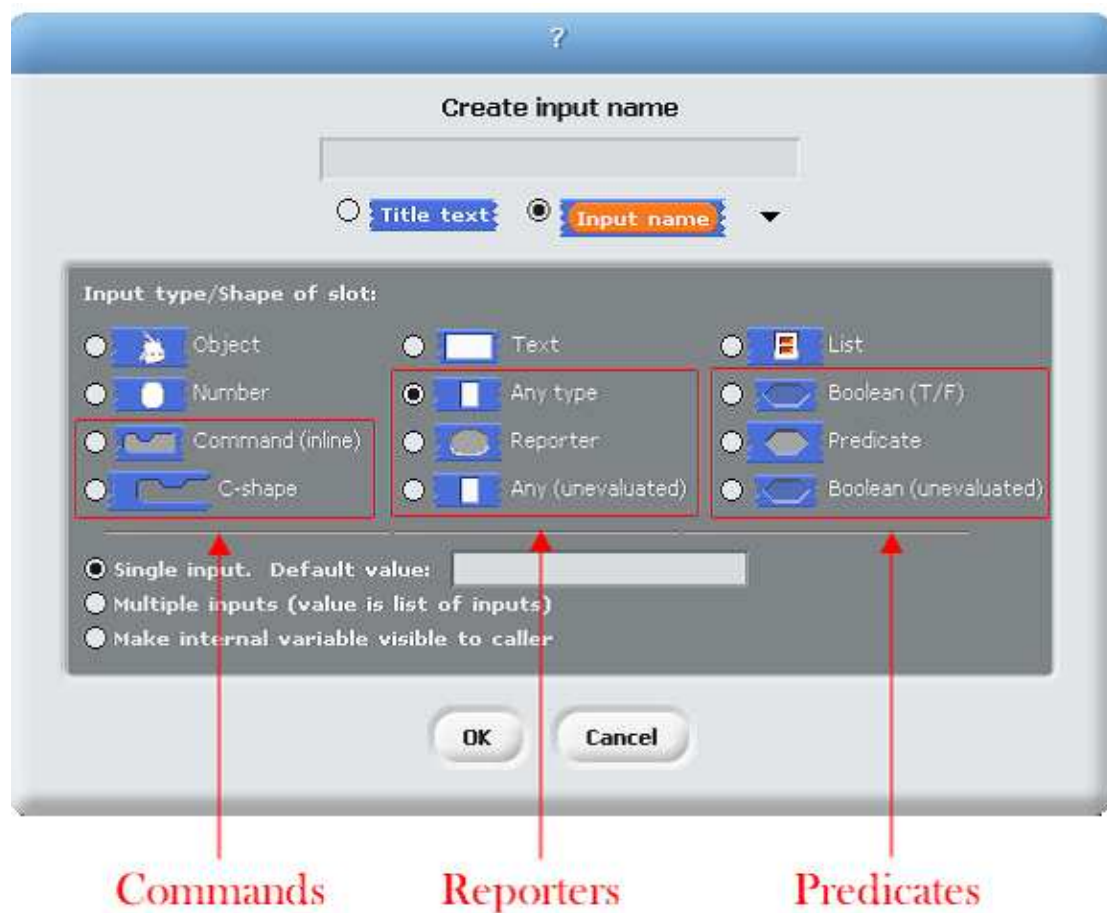 ?
Create input name
Title text Input name
Input type/Shape of slot:
Object Text List
Number Any type Boolean (T/F)
Command (inline) Reporter Predicate
C-shape Any (unevaluated) Boolean (unevaluated)
Single input. Default value:
Multiple inputs (value is list of inputs)
Make internal variable visible to caller
OK Cancel
Commands Reporters Predicates